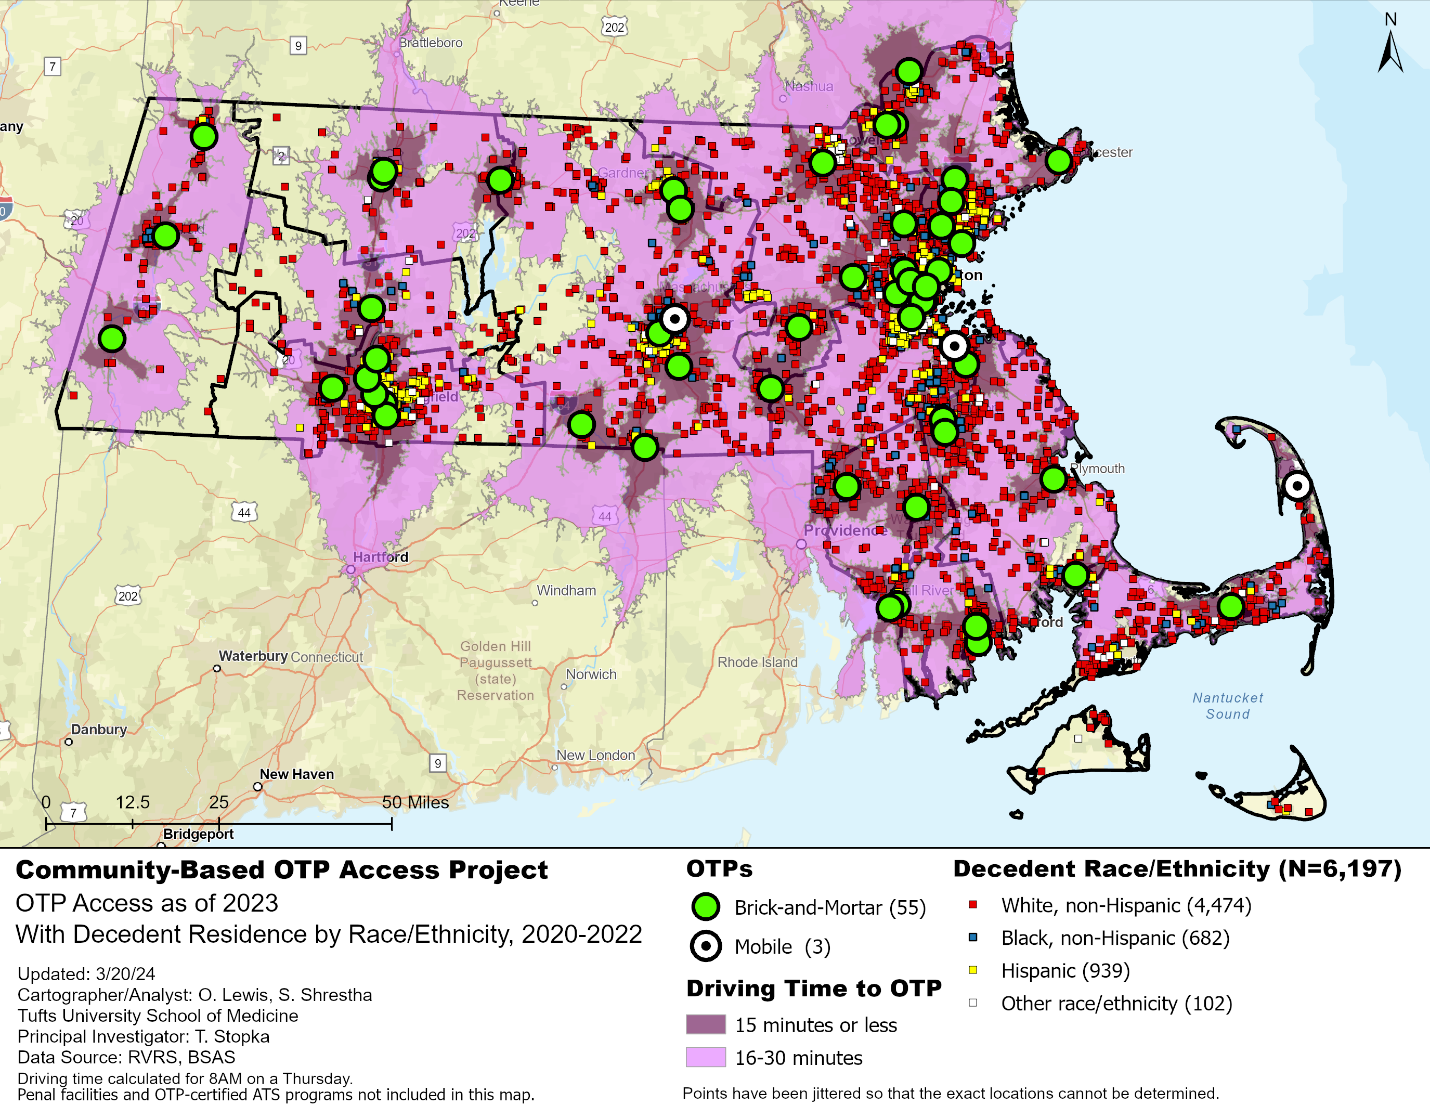 Keene
202
N
9
Brattleboro
7
Nashua
any
2
Lowell
Gardner
20
202
20
Plymouth
44
44
Providence
Hartford
Fall River
6
202
Windham
Golden Hill
Paugussett
(state)
Reservation
Waterbury
Connecticut
Rhode Island
Norwich
Nantucket
Sound
Danbury
9
New London
New Haven
0 12.5 25 50 Miles
7
Bridgeport
Community-Based OTP Access Project
OTP Access as of 2023
With Decedent Residence by Race/Ethnicity, 2020-2022
Updated: 3/20/24
Cartographer/Analyst: O. Lewis, S. Shrestha
Tufts University School of Medicine
Principal Investigator: T. Stopka
Data Source: RVRS, BSAS
Driving time calculated for 8AM on a Thursday.
Penal facilities and OTP-certified ATS programs not included in this map.
OTPs
Brick-and-Mortar (55)
Mobile (3)
Driving Time to OTP
15 minutes or less
16-30 minutes
Decedent Race/Ethnicity (N=6,197)
White, non-Hispanic (4,474)
Black, non-Hispanic (682)
Hispanic (939)
Other race/ethnicity (102)
Points have been jittered so that the exact locations cannot be determined.